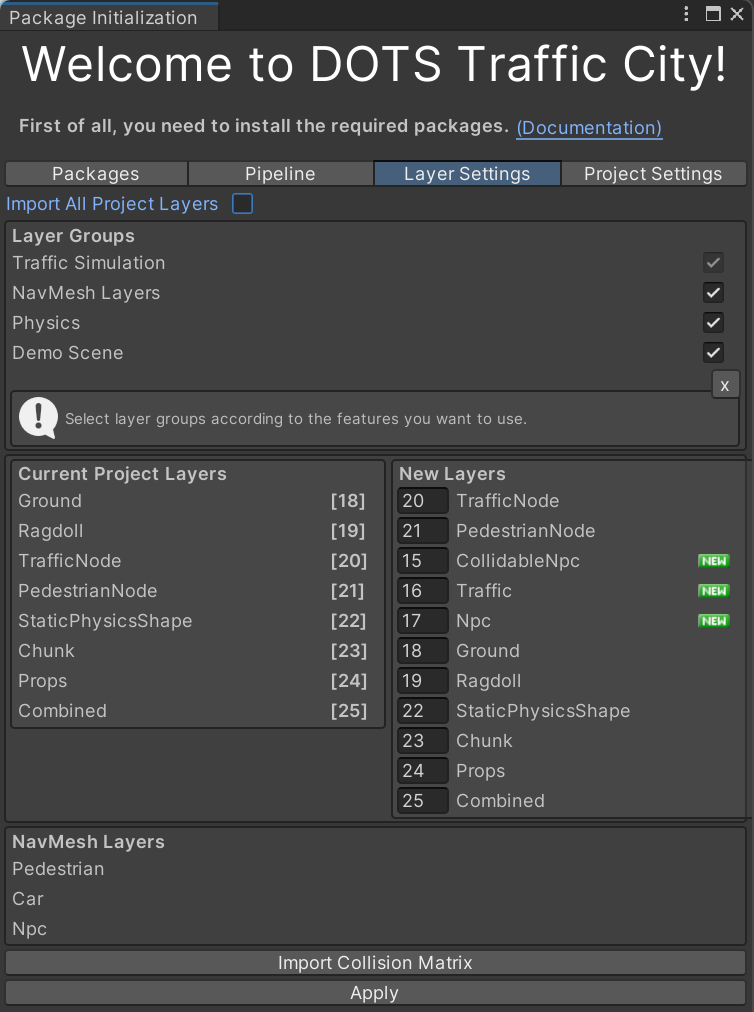 Package Initialization
Welcome to DOTS Traffic City!
First of all, you need to install the required packages. (Documentation)
Packages Pipeline Layer Settings Project Settings
Import All Project Layers
Layer Groups
Traffic Simulation
NavMesh Layers
Physics
Demo Scene
x
Select layer groups according to the features you want to use.
Current Project Layers
Ground [18]
Ragdoll [19]
TrafficNode [20]
PedestrianNode [21]
StaticPhysicsShape [22]
Chunk [23]
Props [24]
Combined [25]
New Layers
20 TrafficNode
21 PedestrianNode
15 CollidableNpc NEW
16 Traffic NEW
17 Npc NEW
18 Ground
19 Ragdoll
22 StaticPhysicsShape
23 Chunk
24 Props
25 Combined
NavMesh Layers
Pedestrian
Car
Npc
Import Collision Matrix
Apply